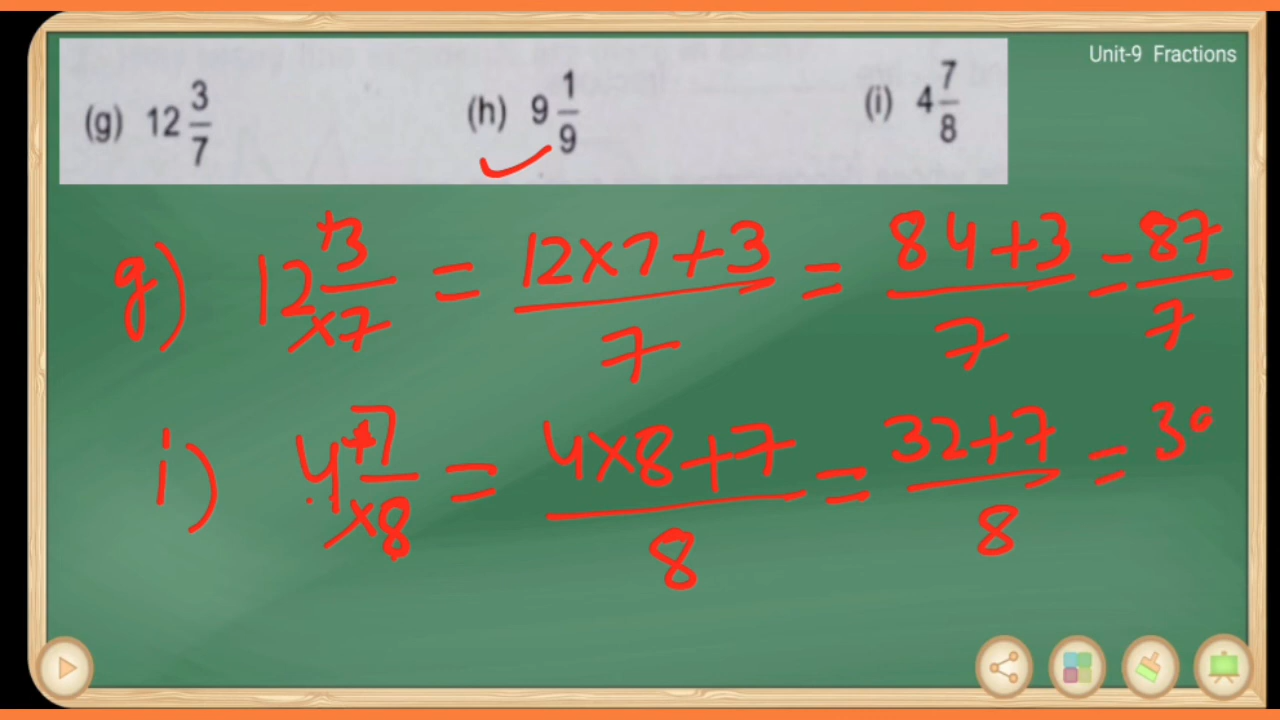 Unit-9 Fractions
(g) 12 3/7 (h) 9 1/9 (i) 4 7/8
g) 12 +3/×7 = 12×7+3/7 = 84+3/7 = 87/7
i) 4 +7/×8 = 4×8+7/8 = 32+7/8 = 3